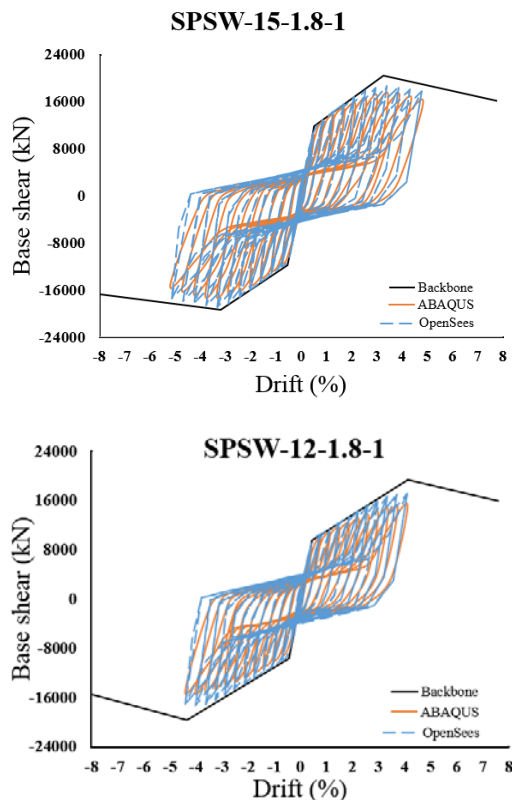 SPSW-15-1.8-1
24000
16000
8000
0
-8000
-16000
-24000
Base shear (kN)
Backbone
ABAQUS
OpenSees
-8 -7 -6 -5 -4 -3 -2 -1 0 1 2 3 4 5 6 7 8
Drift (%)
SPSW-12-1.8-1
24000
16000
8000
0
-8000
-16000
-24000
Base shear (kN)
Backbone
ABAQUS
OpenSees
-8 -7 -6 -5 -4 -3 -2 -1 0 1 2 3 4 5 6 7 8
Drift (%)